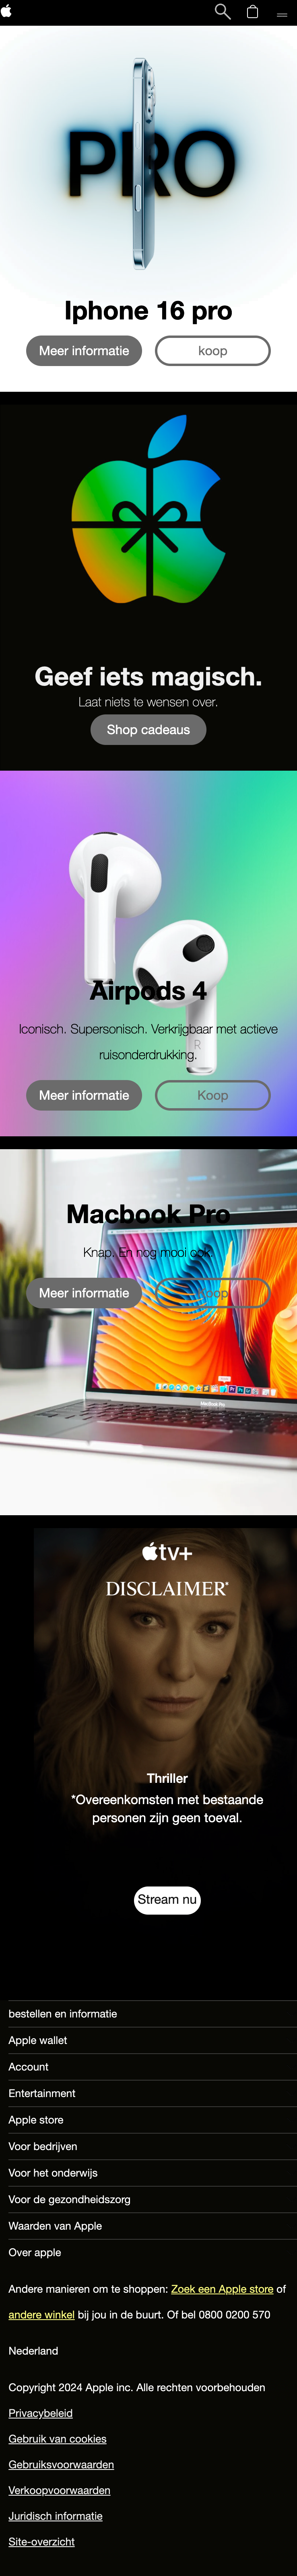 PRO
Iphone 16 pro
Meer informatie
koop
Geef iets magisch.
Laat niets te wensen over.
Shop cadeaus
Airpods 4
Iconisch. Supersonisch. Verkrijgbaar met actieve
ruisonderdrukking.
R
Meer informatie
Koop
Macbook Pro
Knap. En nog mooi ook.
Meer informatie
Koop
MacBook Pro
tv+
DISCLAIMER*
Thriller
*Overeenkomsten met bestaande
personen zijn geen toeval.
Stream nu
bestellen en informatie
Apple wallet
Account
Entertainment
Apple store
Voor bedrijven
Voor het onderwijs
Voor de gezondheidszorg
Waarden van Apple
Over apple
Andere manieren om te shoppen: Zoek een Apple store of
andere winkel bij jou in de buurt. Of bel 0800 0200 570
Nederland
Copyright 2024 Apple inc. Alle rechten voorbehouden
Privacybeleid
Gebruik van cookies
Gebruiksvoorwaarden
Verkoopvoorwaarden
Juridisch informatie
Site-overzicht